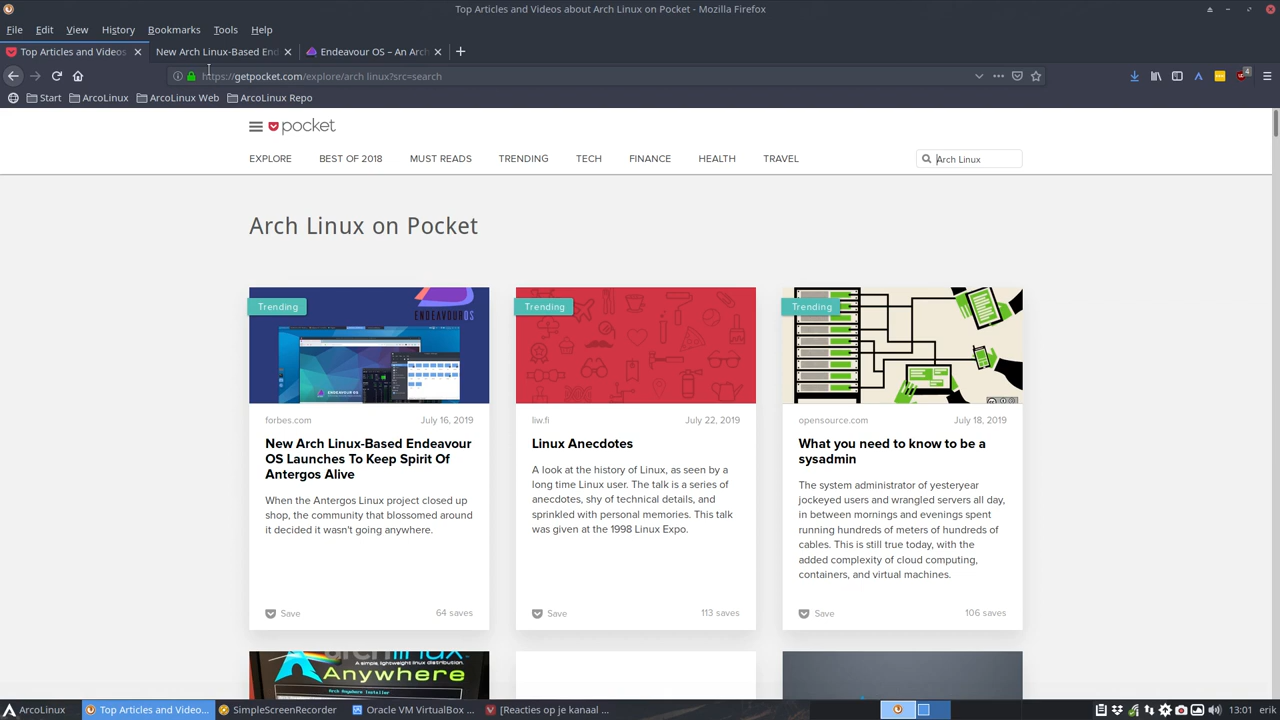 Top Articles and Videos about Arch Linux on Pocket - Mozilla Firefox
File Edit View History Bookmarks Tools Help
Top Articles and Videos
New Arch Linux-Based End
Endeavour OS – An Arch
https://getpocket.com/explore/arch linux?src=search
4
Start ArcoLinux ArcoLinux Web ArcoLinux Repo
pocket
EXPLORE BEST OF 2018 MUST READS TRENDING TECH FINANCE HEALTH TRAVEL
Arch Linux
Arch Linux on Pocket
Trending
ENDEAVOUROS
forbes.com July 16, 2019
New Arch Linux-Based Endeavour
OS Launches To Keep Spirit Of
Antergos Alive
When the Antergos Linux project closed up
shop, the community that blossomed around
it decided it wasn't going anywhere.
Save 64 saves
Trending
liw.fi July 22, 2019
Linux Anecdotes
A look at the history of Linux, as seen by a
long time Linux user. The talk is a series of
anecdotes, shy of technical details, and
sprinkled with personal memories. This talk
was given at the 1998 Linux Expo.
Save 113 saves
Trending
opensource.com July 18, 2019
What you need to know to be a
sysadmin
The system administrator of yesteryear
jockeyed users and wrangled servers all day,
in between mornings and evenings spent
running hundreds of meters of hundreds of
cables. This is still true today, with the
added complexity of cloud computing,
containers, and virtual machines.
Save 106 saves
archlinux
A simple, lightweight linux distribution.
Anywhere
Arch Anywhere Installer
ArcoLinux
Top Articles and Video...
SimpleScreenRecorder
Oracle VM VirtualBox ...
[Reacties op je kanaal ...
13:01 erik